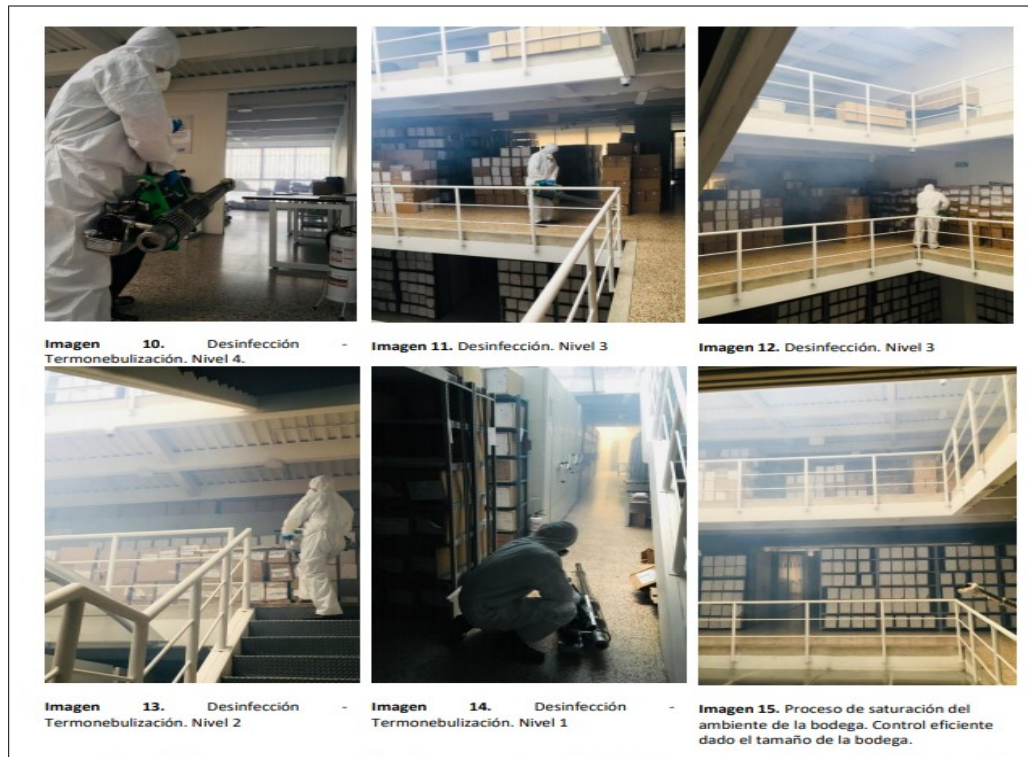 Imagen 10. Desinfección -
Termonebulización. Nivel 4.
Imagen 11. Desinfección. Nivel 3
Imagen 12. Desinfección. Nivel 3
Imagen 13. Desinfección -
Termonebulización. Nivel 2
Imagen 14. Desinfección -
Termonebulización. Nivel 1
Imagen 15. Proceso de saturación del
ambiente de la bodega. Control eficiente
dado el tamaño de la bodega.